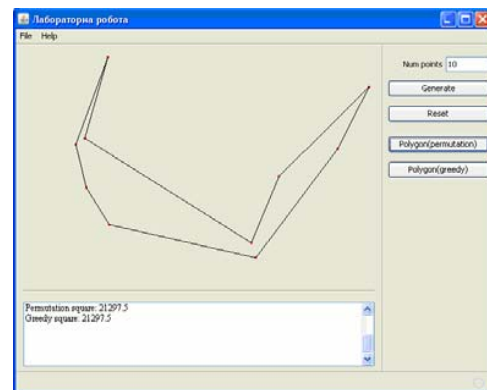 Лабораторна робота
File Help
Num points 10
Generate
Reset
Polygon(permutation)
Polygon(greedy)
Permutation square: 21297.5
Greedy square: 21297.5